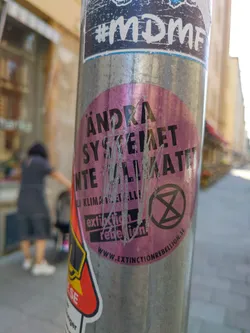 #MDMF
ÄNDRA
SYSTEMET
INTE KLIMATET
extinction
rebellion
WWW.EXTINCTIONREBELLION.SE